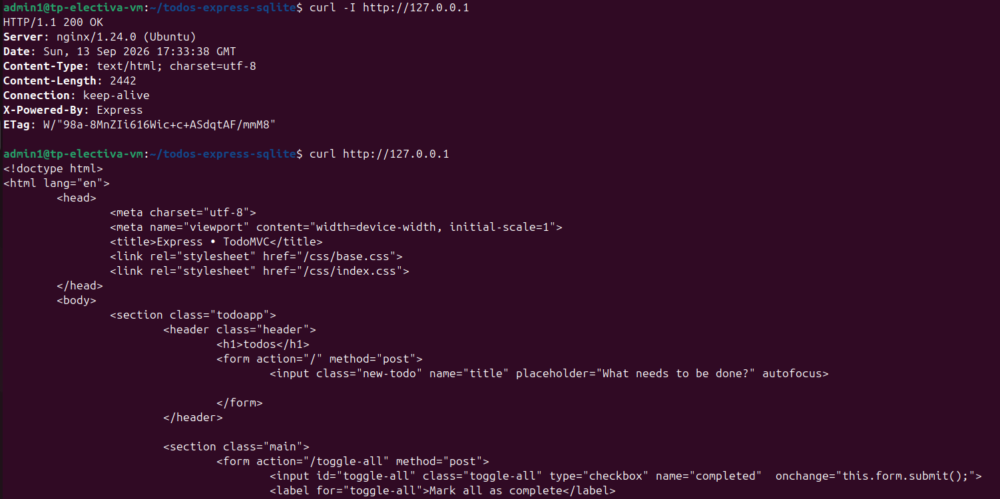 admin1@tp-electiva-vm:~/todos-express-sqlite$ curl -I http://127.0.0.1
HTTP/1.1 200 OK
Server: nginx/1.24.0 (Ubuntu)
Date: Sun, 13 Sep 2026 17:33:38 GMT
Content-Type: text/html; charset=utf-8
Content-Length: 2442
Connection: keep-alive
X-Powered-By: Express
ETag: W/"98a-8MnZIi616Wic+c+ASdqtAF/mmM8"
admin1@tp-electiva-vm:~/todos-express-sqlite$ curl http://127.0.0.1
<!doctype html>
<html lang="en">
        <head>
                <meta charset="utf-8">
                <meta name="viewport" content="width=device-width, initial-scale=1">
                <title>Express • TodoMVC</title>
                <link rel="stylesheet" href="/css/base.css">
                <link rel="stylesheet" href="/css/index.css">
        </head>
        <body>
                <section class="todoapp">
                        <header class="header">
                                <h1>todos</h1>
                                <form action="/" method="post">
                                        <input class="new-todo" name="title" placeholder="What needs to be done?" autofocus>
                                </form>
                        </header>
                        <section class="main">
                                <form action="/toggle-all" method="post">
                                        <input id="toggle-all" class="toggle-all" type="checkbox" name="completed"  onchange="this.form.submit();">
                                        <label for="toggle-all">Mark all as complete</label>